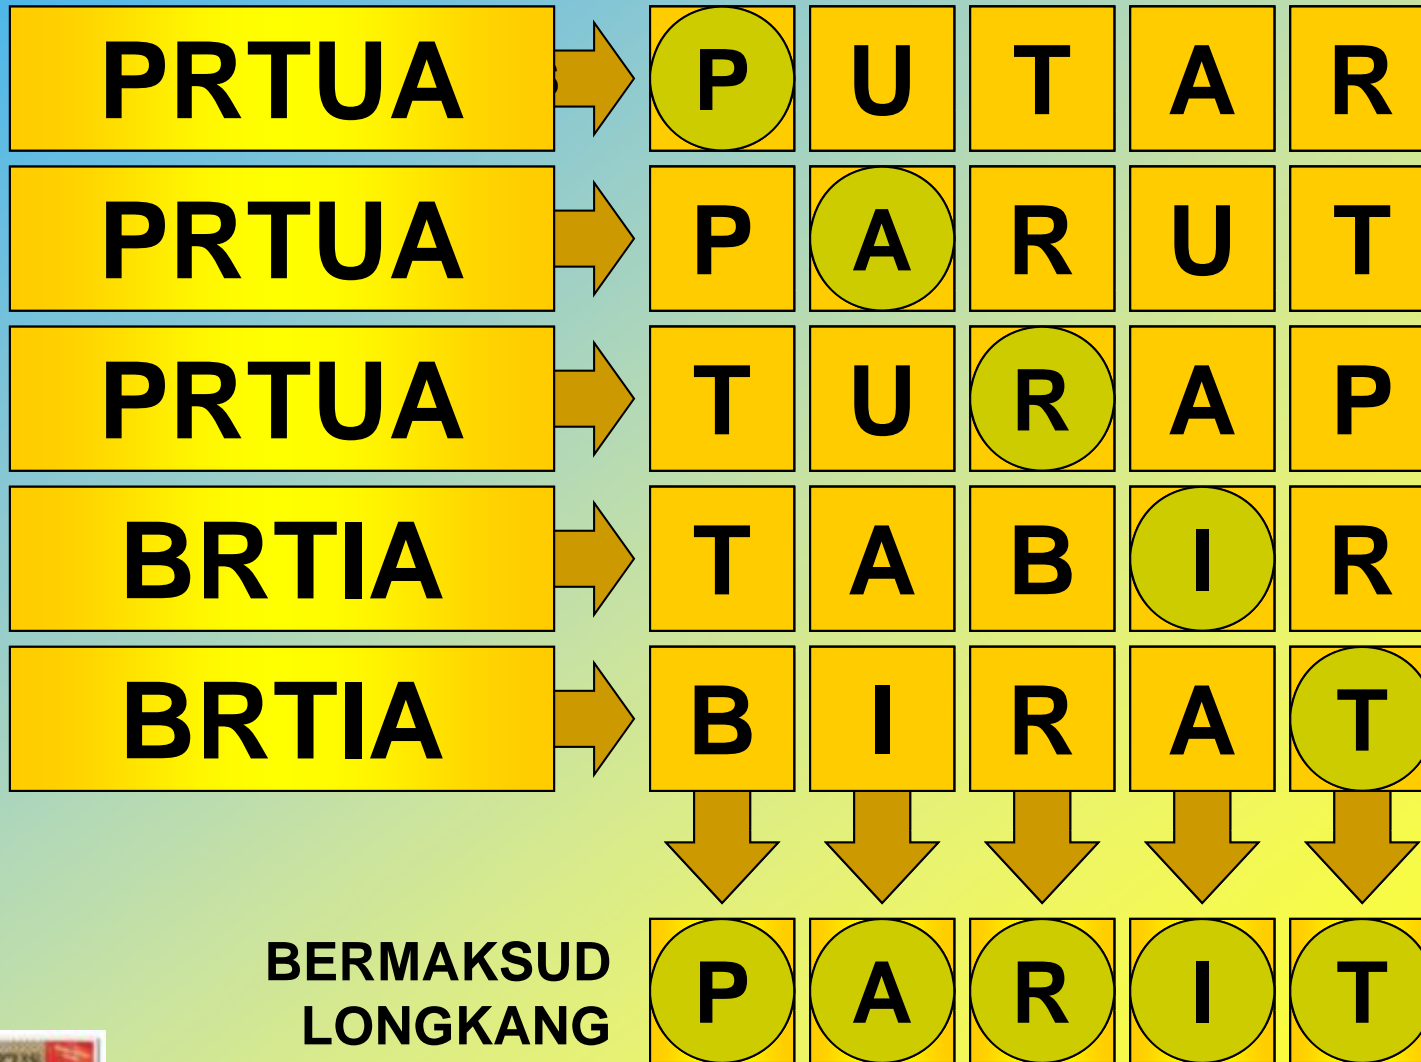 PRTUA P U T A R
PRTUA P A R U T
PRTUA T U R A P
BRTIA T A B I R
BRTIA B I R A T
BERMAKSUD
LONGKANG
P A R I T